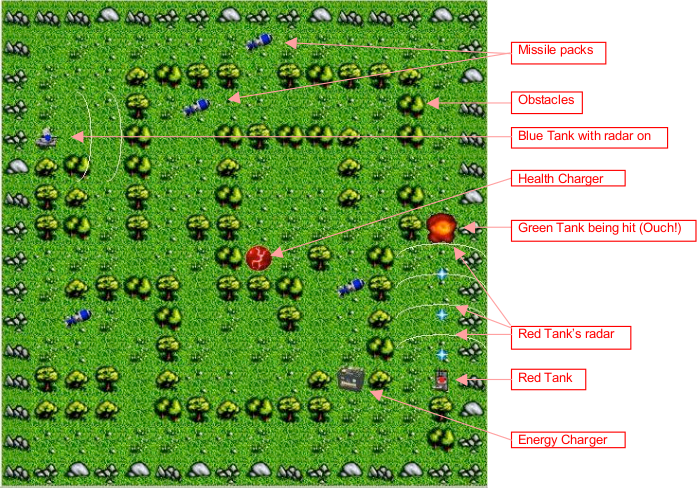 Missile packs
Obstacles
Blue Tank with radar on
Health Charger
Green Tank being hit (Ouch!)
Red Tank's radar
Red Tank
Energy Charger